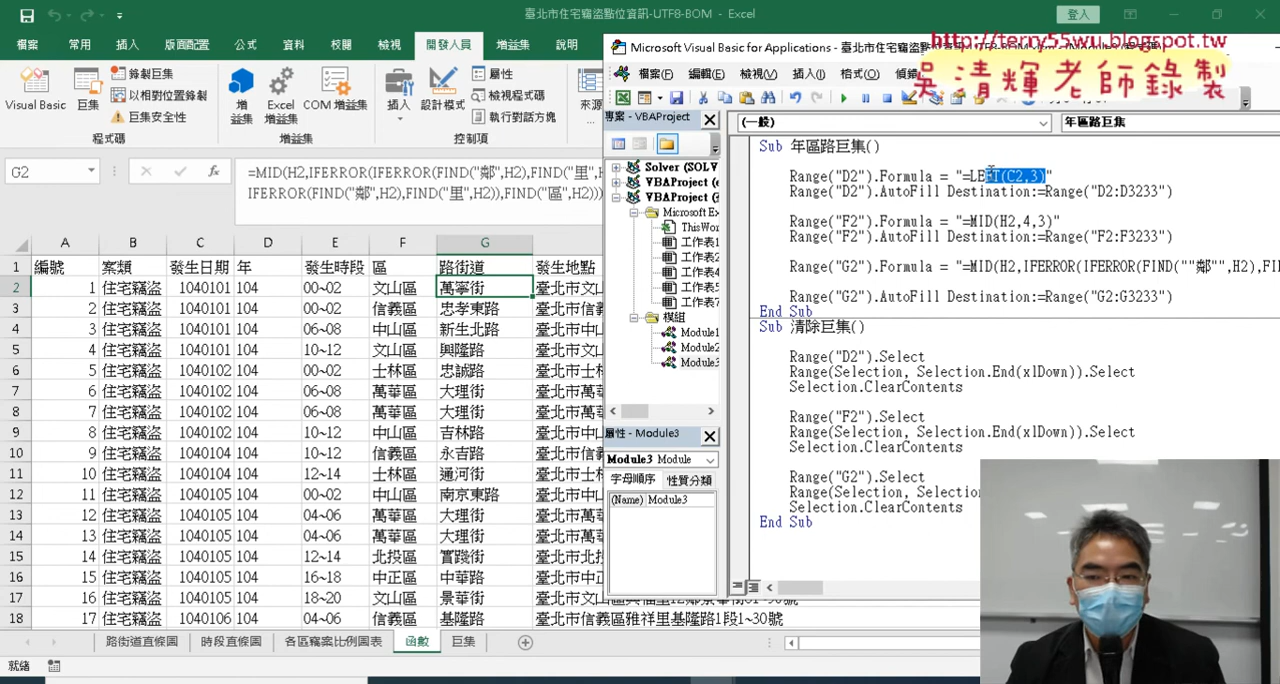 臺北市住宅竊盜點位資訊-UTF8-BOM - Excel
登入
檔案 常用 插入 版面配置 公式 資料 校閱 檢視 開發人員 增益集 說明
Visual Basic 巨集 錄製巨集 以相對位置錄製 巨集安全性 程式碼
增益集 Excel 增益集 COM 增益集 增益集
插入 設計模式 屬性 檢視程式碼 執行對話方塊 控制項
來源
G2
=MID(H2,IFERROR(IFERROR(FIND("鄰",H2),FIND("里",H
IFERROR(FIND("鄰",H2),FIND("里",H2)),FIND("區",H2)))
A B C D E F G
1 編號 案類 發生日期 年 發生時段 區 路街道 發生地點
2 1 住宅竊盜 1040101 104 00~02 文山區 萬寧街 臺北市文山
3 2 住宅竊盜 1040101 104 00~02 信義區 忠孝東路 臺北市信義
4 3 住宅竊盜 1040101 104 06~08 中山區 新生北路 臺北市中山
5 4 住宅竊盜 1040101 104 10~12 文山區 興隆路 臺北市文山
6 5 住宅竊盜 1040102 104 00~02 士林區 忠誠路 臺北市士林
7 6 住宅竊盜 1040102 104 06~08 萬華區 大理街 臺北市萬華
8 7 住宅竊盜 1040102 104 06~08 萬華區 大理街 臺北市萬華
9 8 住宅竊盜 1040102 104 10~12 中山區 吉林路 臺北市中山
10 9 住宅竊盜 1040104 104 10~12 信義區 永吉路 臺北市信義
11 10 住宅竊盜 1040104 104 12~14 士林區 通河街 臺北市士林
12 11 住宅竊盜 1040105 104 00~02 中山區 南京東路 臺北市中山
13 12 住宅竊盜 1040105 104 04~06 萬華區 大理街 臺北市萬華
14 13 住宅竊盜 1040105 104 04~06 萬華區 大理街 臺北市萬華
15 14 住宅竊盜 1040105 104 12~14 北投區 實踐街 臺北市北投
16 15 住宅竊盜 1040105 104 16~18 中正區 中華路 臺北市中正
17 16 住宅竊盜 1040105 104 18~20 文山區 景華街
18 17 住宅竊盜 1040106 104 04~06 信義區 基隆路 臺北市信義區雅祥里基隆路1段1~30號
路街道直條圖 時段直條圖 各區竊案比例圖表 函數 巨集
就緒
Microsoft Visual Basic for Applications - 臺北市住宅竊盜點位資訊
http://terry55wu.blogspot.tw
吳清輝老師錄製
檔案(F) 編輯(E) 檢視(V) 插入(I) 格式(O)
專案 - VBAProject
Solver (SOLV
VBAProject (
VBAProject (
Microsoft Ex
ThisWor
工作表1
工作表2
工作表4
工作表5
工作表7
模組
Module1
Module2
Module3
屬性 - Module3
Module3 Module
字母順序 性質分類
(Name) Module3
(一般) 年區路巨集
Sub 年區路巨集()
Range("D2").Formula = "=LEFT(C2,3)"
Range("D2").AutoFill Destination:=Range("D2:D3233")
Range("F2").Formula = "=MID(H2,4,3)"
Range("F2").AutoFill Destination:=Range("F2:F3233")
Range("G2").Formula = "=MID(H2,IFERROR(IFERROR(FIND(""鄰"",H2),FI
Range("G2").AutoFill Destination:=Range("G2:G3233")
End Sub
Sub 清除巨集()
Range("D2").Select
Range(Selection, Selection.End(xlDown)).Select
Selection.ClearContents
Range("F2").Select
Range(Selection, Selection.End(xlDown)).Select
Selection.ClearContents
Range("G2").Select
Range(Selection, Selec
Selection.ClearContents
End Sub